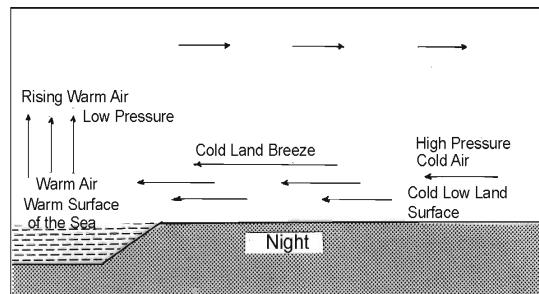 Rising Warm Air
Low Pressure
Cold Land Breeze
High Pressure
Cold Air
Warm Air
Warm Surface
of the Sea
Cold Low Land
Surface
Night